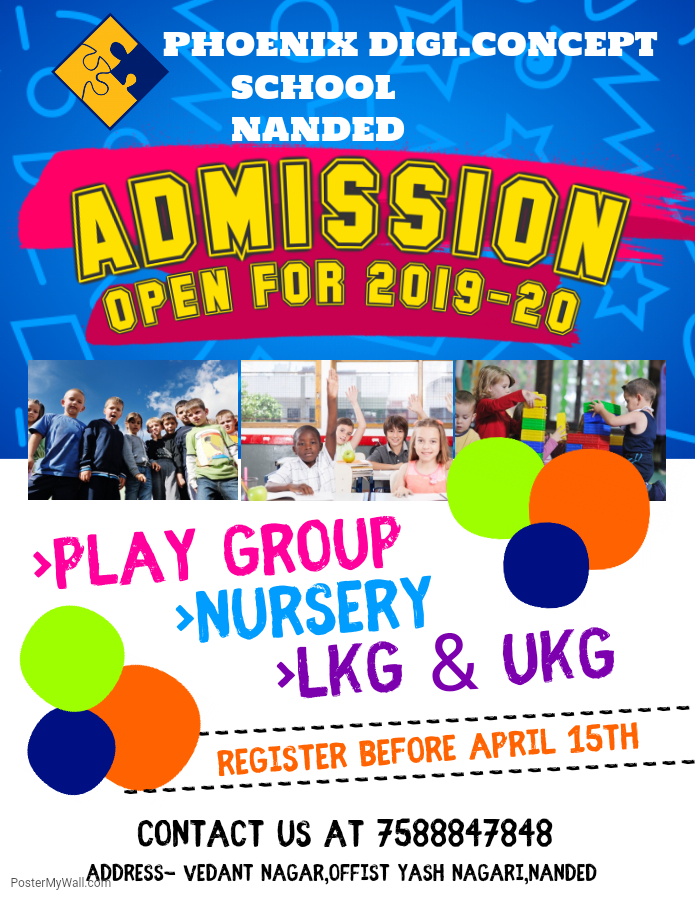 PHOENIX DIGI.CONCEPT
SCHOOL
NANDED
ADMISSION
OPEN FOR 2019-20
>PLAY GROUP
>NURSERY
>LKG & UKG
REGISTER BEFORE APRIL 15TH
CONTACT US AT 7588847848
ADDRESS- VEDANT NAGAR,OFFIST YASH NAGARI,NANDED
PosterMyWall.com